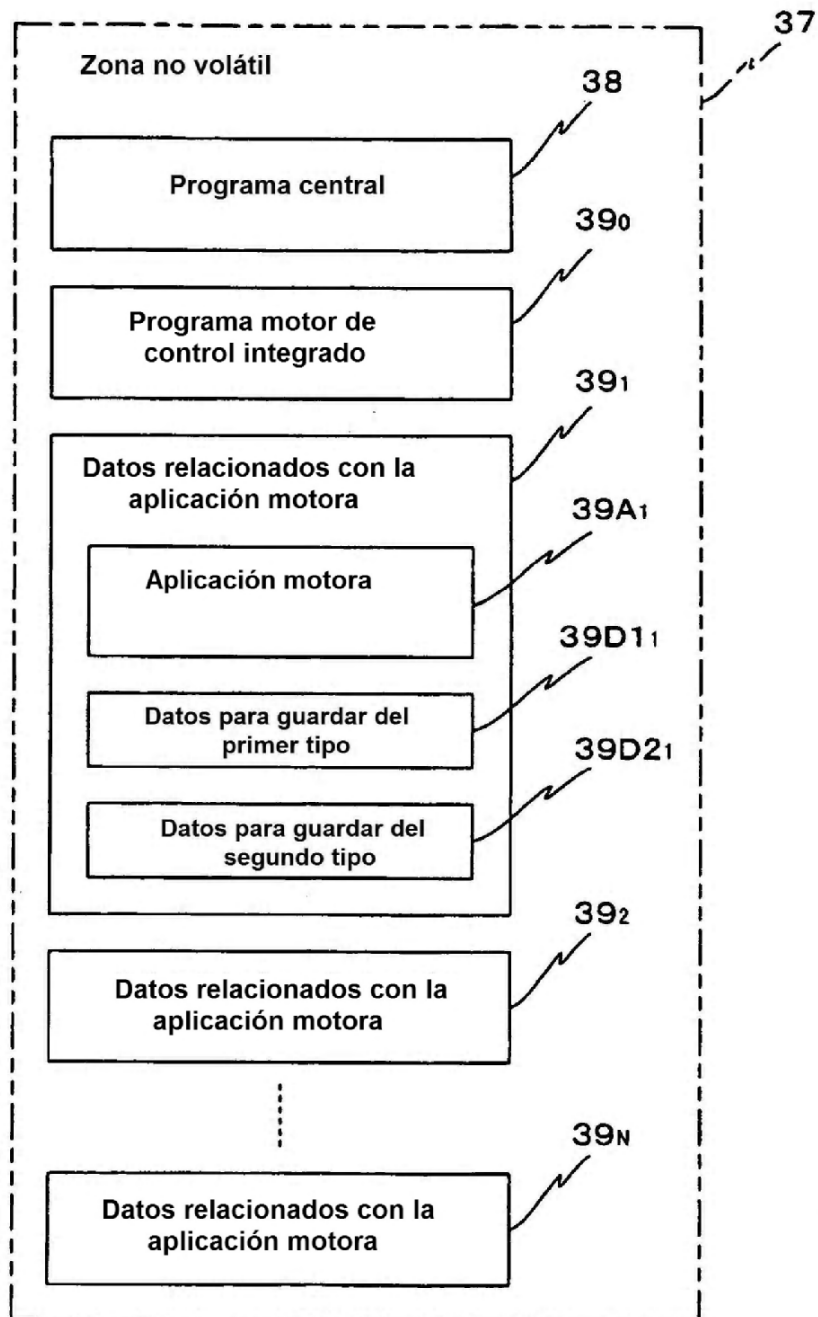 37
Zona no volátil
38
Programa central
39₀
Programa motor de
control integrado
39₁
Datos relacionados con la
aplicación motora
39A₁
Aplicación motora
39D1₁
Datos para guardar del
primer tipo
39D2₁
Datos para guardar del
segundo tipo
39₂
Datos relacionados con la
aplicación motora
39N
Datos relacionados con la
aplicación motora